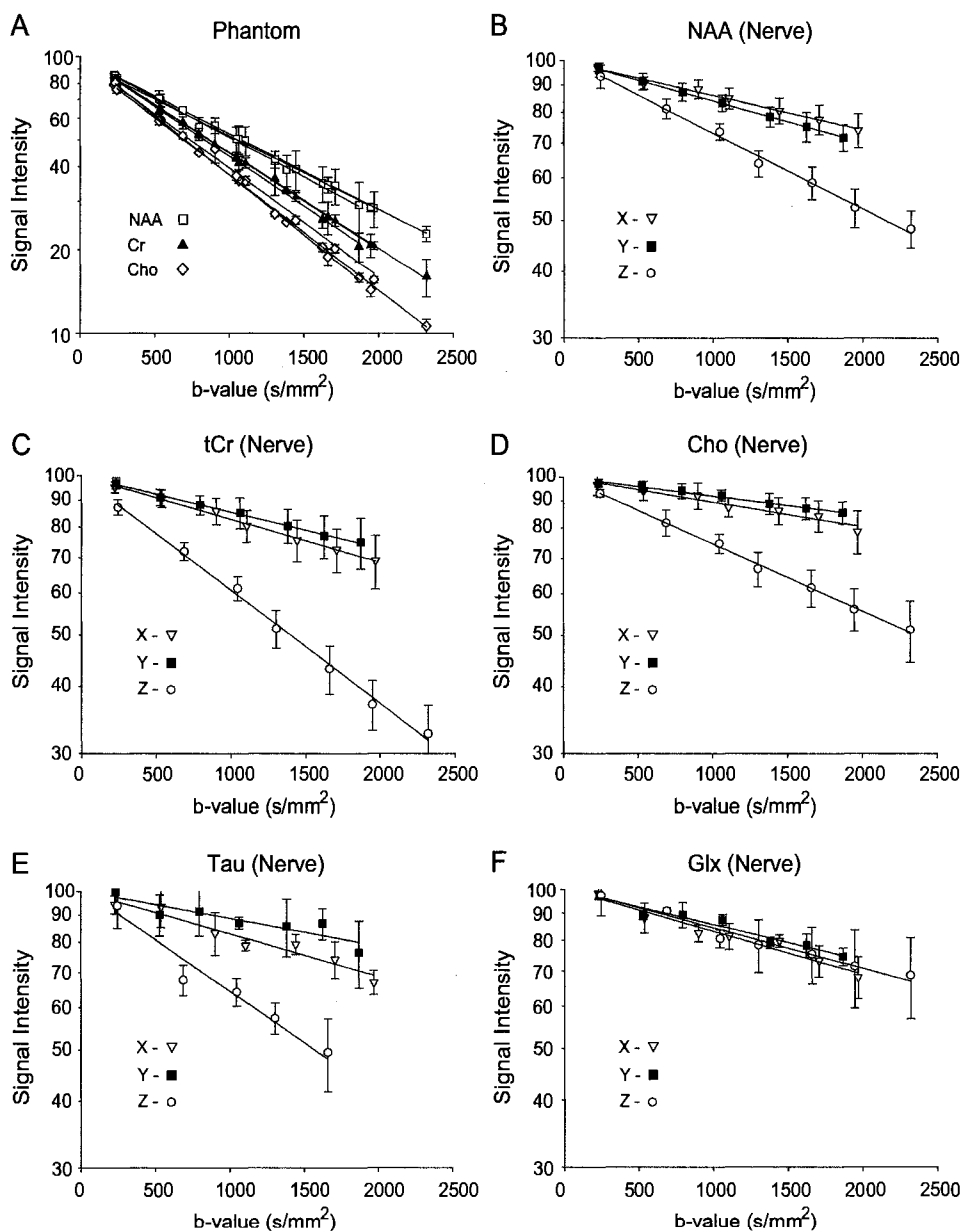 A
Phantom
100
80
60
40
20
10
Signal Intensity
NAA
Cr
Cho
0 500 1000 1500 2000 2500
b-value (s/mm²)
B
NAA (Nerve)
100
90
80
70
60
50
40
30
Signal Intensity
X -
Y -
Z -
0 500 1000 1500 2000 2500
b-value (s/mm²)
C
tCr (Nerve)
100
90
80
70
60
50
40
30
Signal Intensity
X -
Y -
Z -
0 500 1000 1500 2000 2500
b-value (s/mm²)
D
Cho (Nerve)
100
90
80
70
60
50
40
30
Signal Intensity
X -
Y -
Z -
0 500 1000 1500 2000 2500
b-value (s/mm²)
E
Tau (Nerve)
100
90
80
70
60
50
40
30
Signal Intensity
X -
Y -
Z -
0 500 1000 1500 2000 2500
b-value (s/mm²)
F
Glx (Nerve)
100
90
80
70
60
50
40
30
Signal Intensity
X -
Y -
Z -
0 500 1000 1500 2000 2500
b-value (s/mm²)